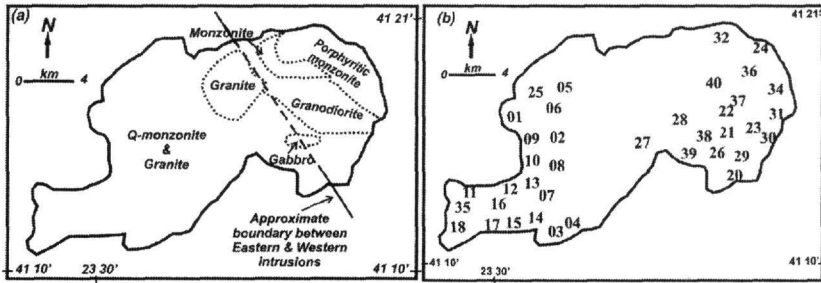 (a)
41 21'
N
km
0 4
Monzonite
Porphyritic
monzonite
Granite
Granodiorite
Q-monzonite
&
Granite
Gabbro
Approximate
boundary between
Eastern & Western
intrusions
41 10'
23 30'
41 10'
(b)
41 21'
N
km
0 4
32
24
36
25 05
40
34
06
37
01
22
31
28
23
09 02
27
38 21
30
10 08
39 26 29
20
11 12 13
07
35 16
18 17 15 14
03 04
41 10'
23 30'
41 10'